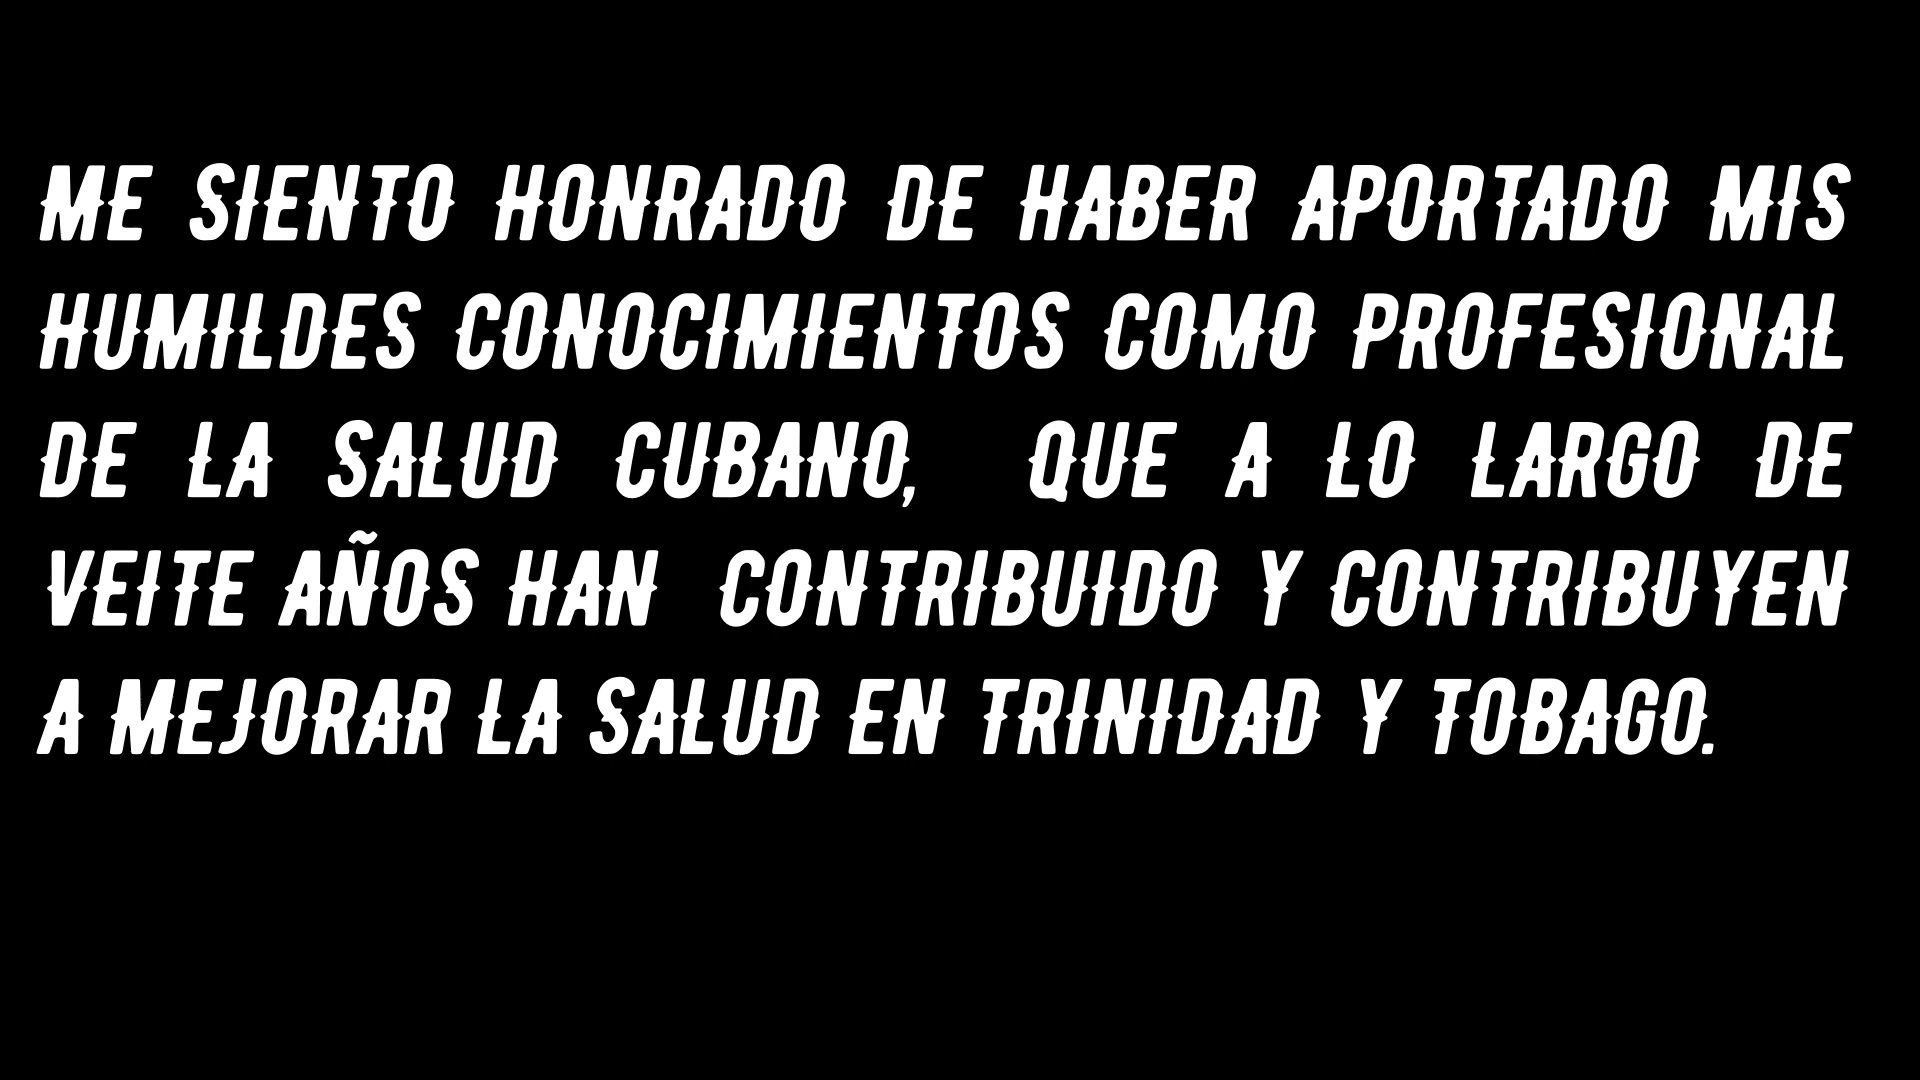 ME SIENTO HONRADO DE HABER APORTADO MIS
HUMILDES CONOCIMIENTOS COMO PROFESIONAL
DE LA SALUD CUBANO, QUE A LO LARGO DE
VEITE AÑOS HAN CONTRIBUIDO Y CONTRIBUYEN
A MEJORAR LA SALUD EN TRINIDAD Y TOBAGO.